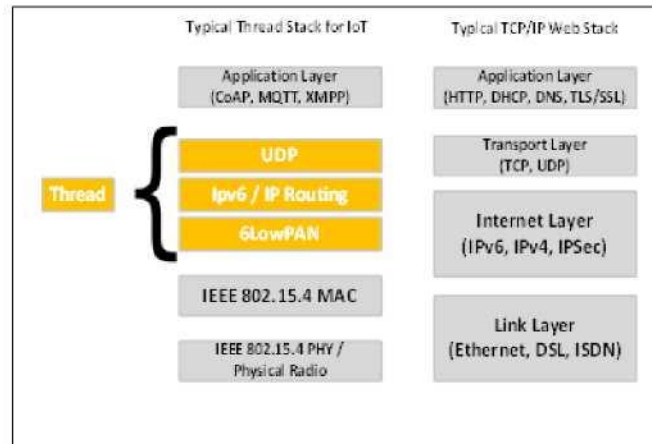 Typical Thread Stack for IoT
Typical TCP/IP Web Stack
Application Layer
(CoAP, MQTT, XMPP)
Application Layer
(HTTP, DHCP, DNS, TLS/SSL)
Thread
UDP
Ipv6 / IP Routing
6LowPAN
Transport Layer
(TCP, UDP)
Internet Layer
(IPv6, IPv4, IPSec)
IEEE 802.15.4 MAC
IEEE 802.15.4 PHY /
Physical Radio
Link Layer
(Ethernet, DSL, ISDN)